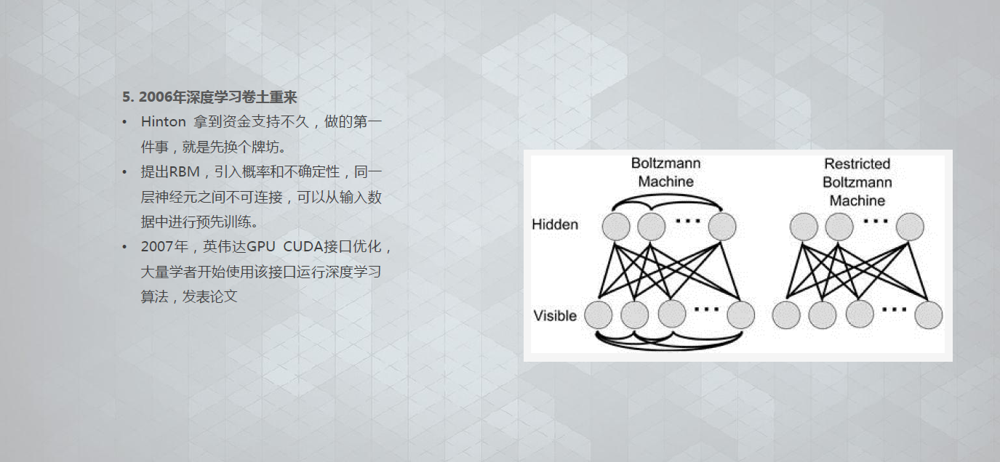 5. 2006年深度学习卷土重来
• Hinton 拿到资金支持不久，做的第一
件事，就是先换个牌坊。
• 提出RBM，引入概率和不确定性，同一
层神经元之间不可连接，可以从输入数
据中进行预先训练。
• 2007年，英伟达GPU CUDA接口优化，
大量学者开始使用该接口运行深度学习
算法，发表论文
Boltzmann
Machine
Restricted
Boltzmann
Machine
Hidden
Visible